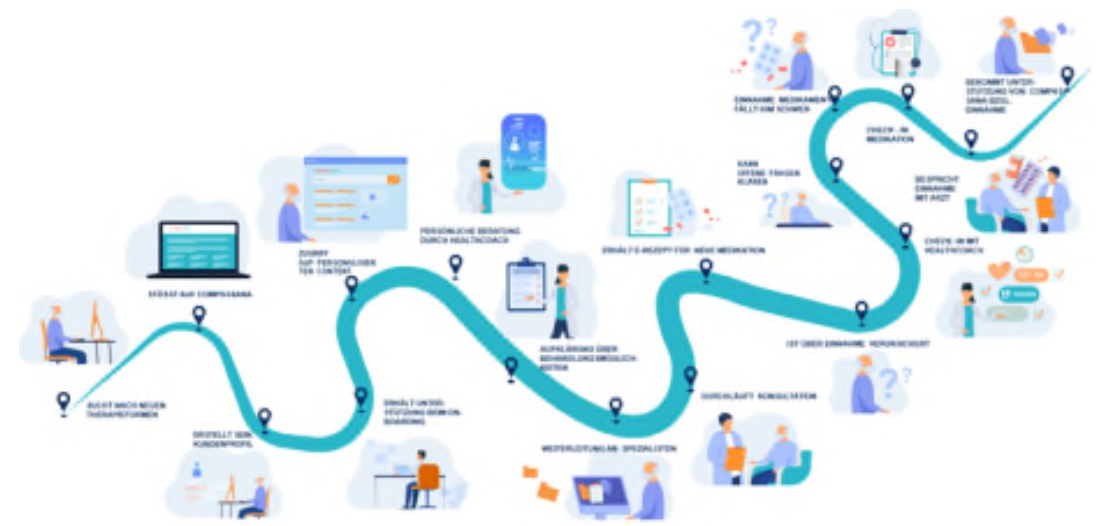 SUCHT NACH NEUEN
THERAPIEFORMEN
STÖSST AUF COMPASSANA
ERSTELLT SEIN
KUNDENPROFIL
ERHÄLT UNTER-
STÜTZUNG BEIM ON-
BOARDING
ZUGRIFF
AUF PERSONALISIER
TEN CONTENT
PERSÖNLICHE BERATUNG
DURCH HEALTHCOACH
AUFKLÄRUNG ÜBER
BEHANDLUNGSMÖGLICH
KEITEN
WEITERLEITUNG AN SPEZIALISTEN
DURCHLÄUFT KONSULTATION
ERHÄLT E-REZEPT FÜR NEUE MEDIKATION
IST ÜBER EINNAHME VERUNSICHERT
CHECK-IN MIT
HEALTHCOACH
KANN
OFFENE FRAGEN
KLÄREN
EINNAHME MEDIKAMENT
FÄLLT IHM SCHWER
CHECK-IN
MEDIKATION
BESPRICHT
EINNAHME
MIT ARZT
BEKOMMT UNTER-
STÜTZUNG VON
EINNAHME